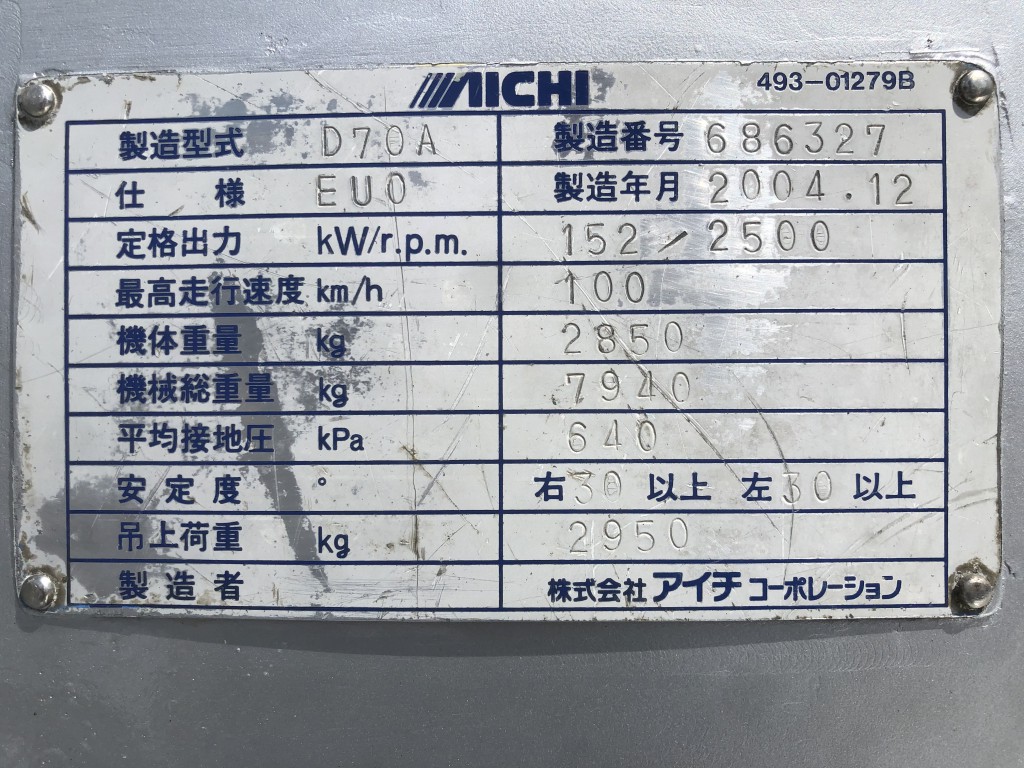 AICHI 493-01279B
製造型式 D70A 製造番号 686327
仕様 EU0 製造年月 2004.12
定格出力 kW/r.p.m. 152/2500
最高走行速度 km/h 100
機体重量 kg 2850
機械総重量 kg 7940
平均接地圧 kPa 640
安定度 ° 右30以上 左30以上
吊上荷重 kg 2950
製造者 株式会社アイチコーポレーション